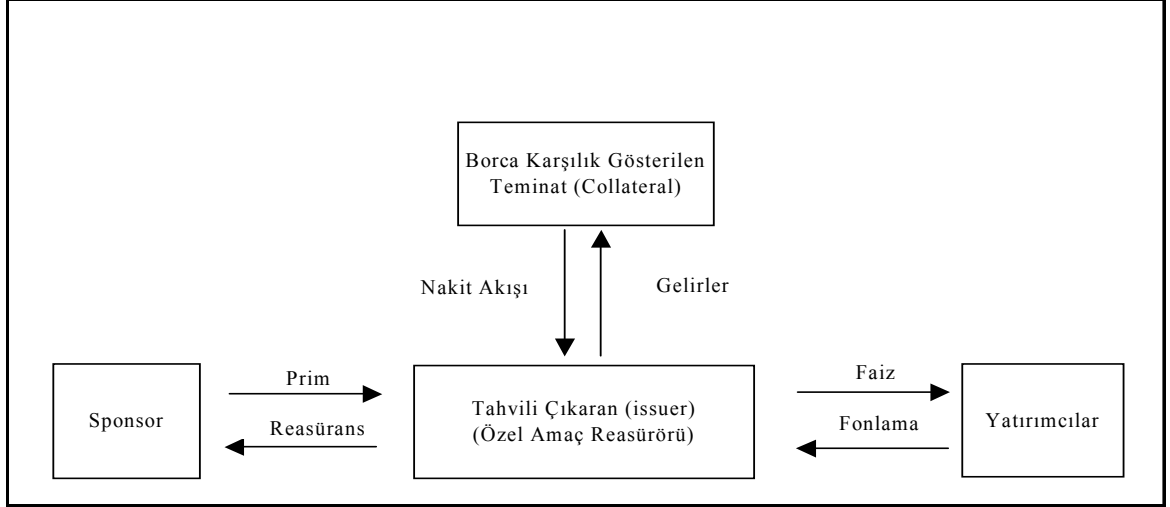 Borca Karşılık Gösterilen
Teminat (Collateral)
Nakit Akışı
Gelirler
Sponsor
Prim
Reasürans
Tahvili Çıkaran (issuer)
(Özel Amaç Reasürörü)
Faiz
Fonlama
Yatırımcılar